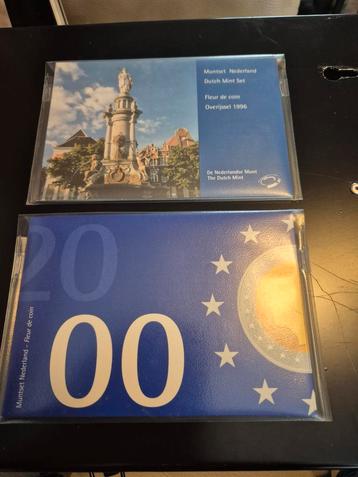 Muntset Nederland
Dutch Mint Set
Fleur de coin
Overijssel 1996
De Nederlandse Munt
The Dutch Mint
20
00
Muntset Nederland - Fleur de coin